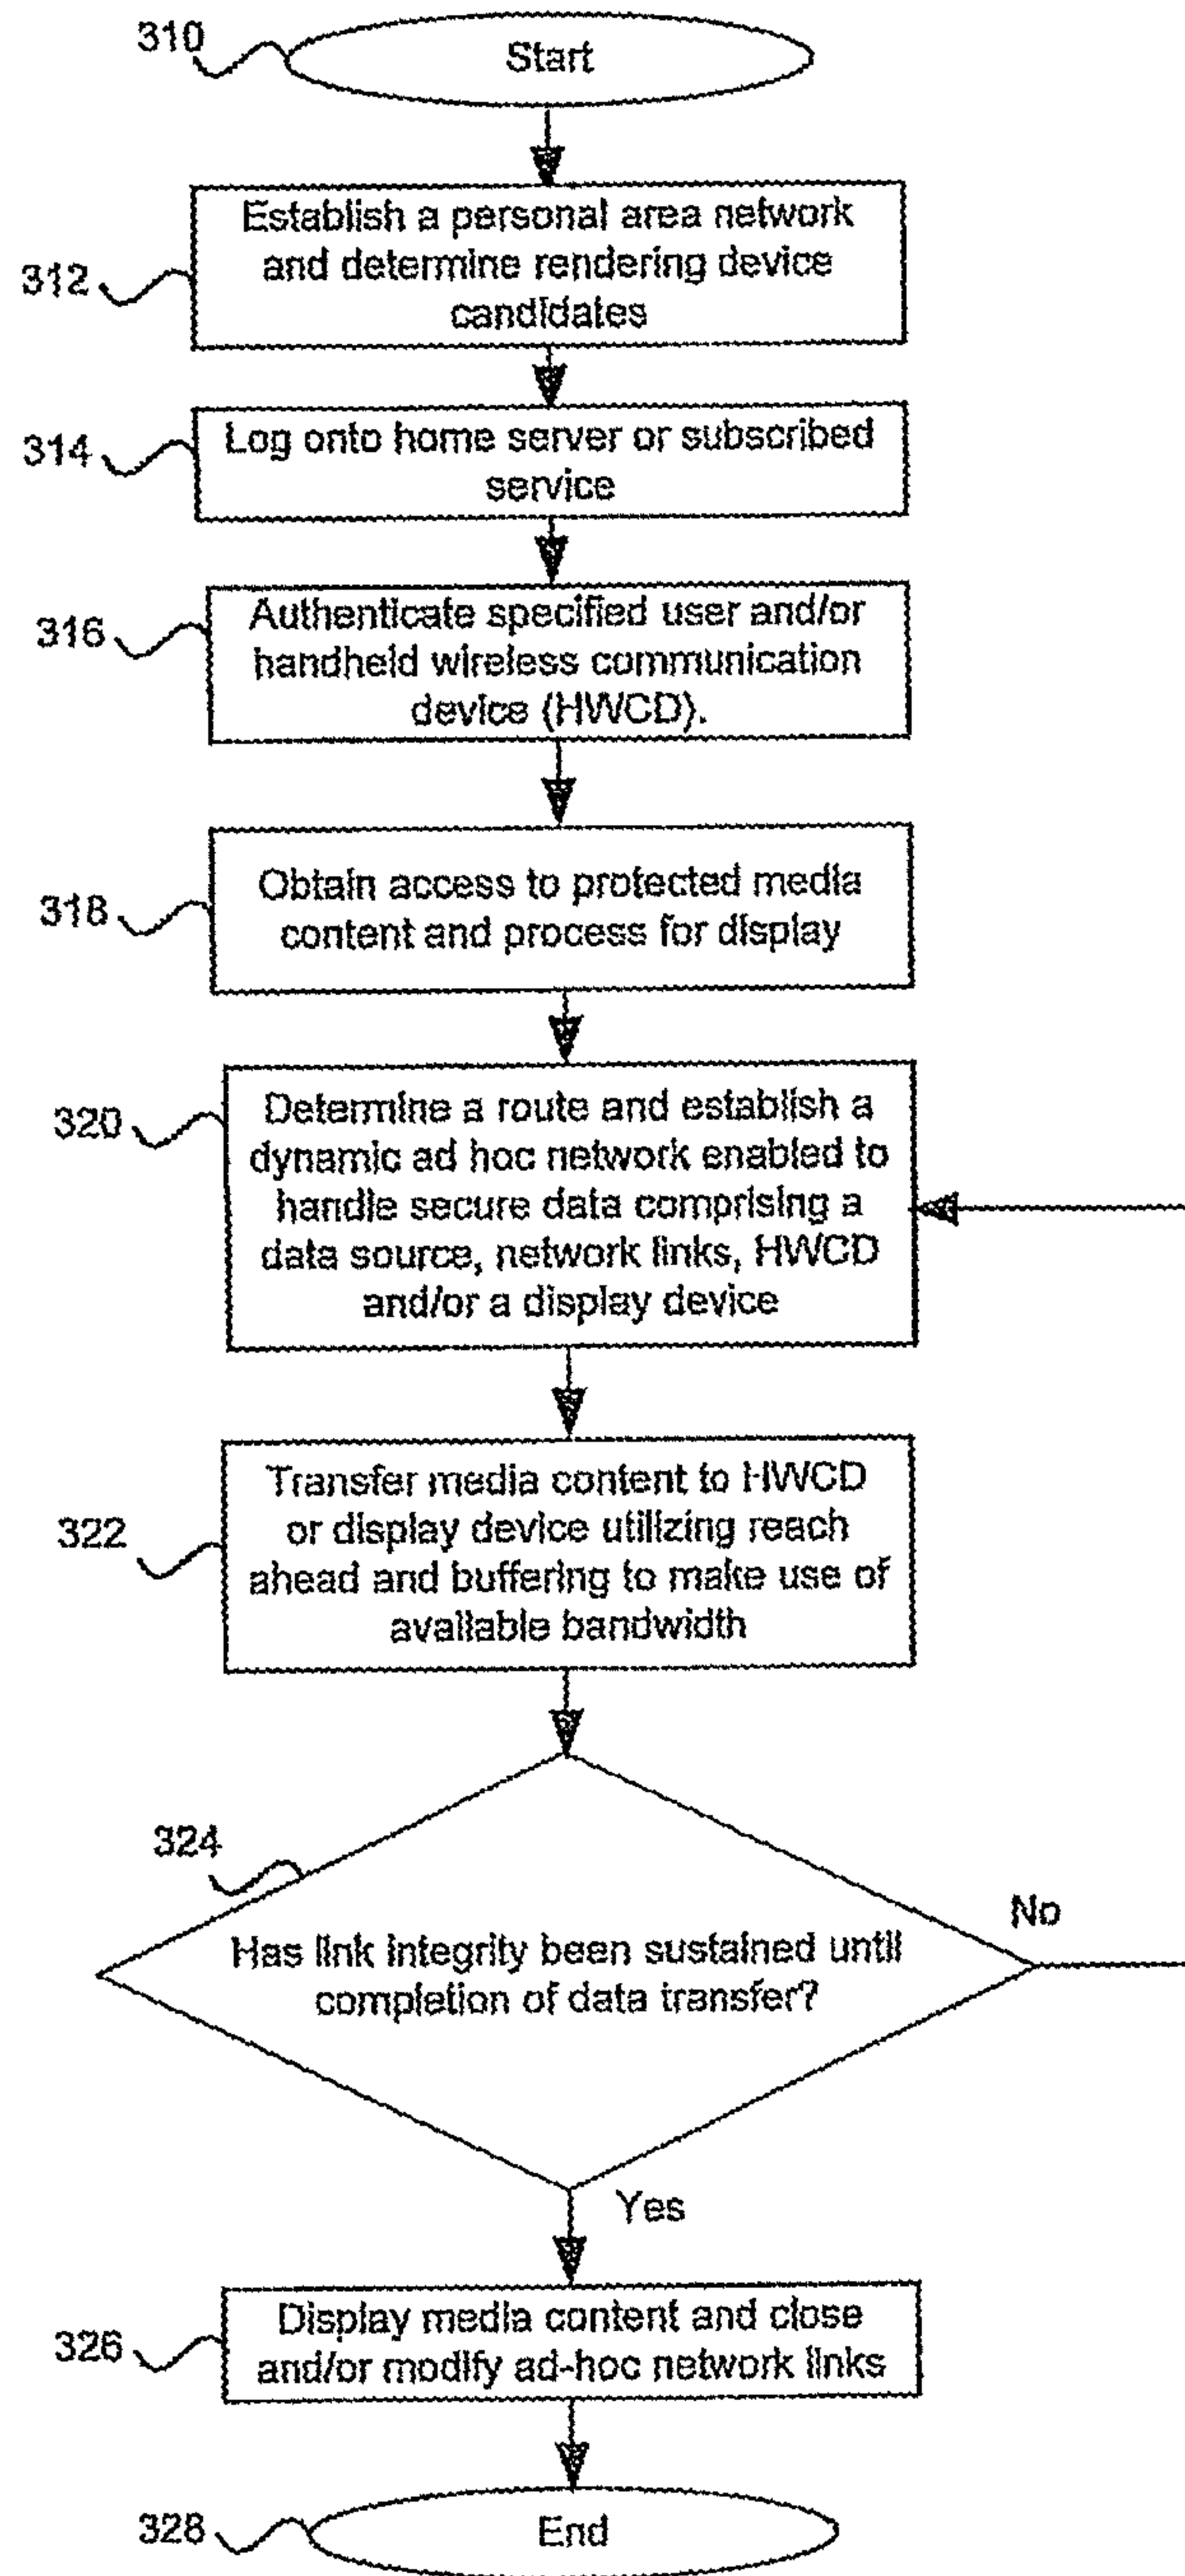 310
Start
312
Establish a personal area network
and determine rendering device
candidates
314
Log onto home server or subscribed
service
316
Authenticate specified user and/or
handheld wireless communication
device (HWCD).
318
Obtain access to protected media
content and process for display
320
Determine a route and establish a
dynamic ad hoc network enabled to
handle secure data comprising a
data source, network links, HWCD
and/or a display device
322
Transfer media content to HWCD
or display device utilizing reach
ahead and buffering to make use of
available bandwidth
324
Has link integrity been sustained until
completion of data transfer?
No
Yes
326
Display media content and close
and/or modify ad-hoc network links
328
End